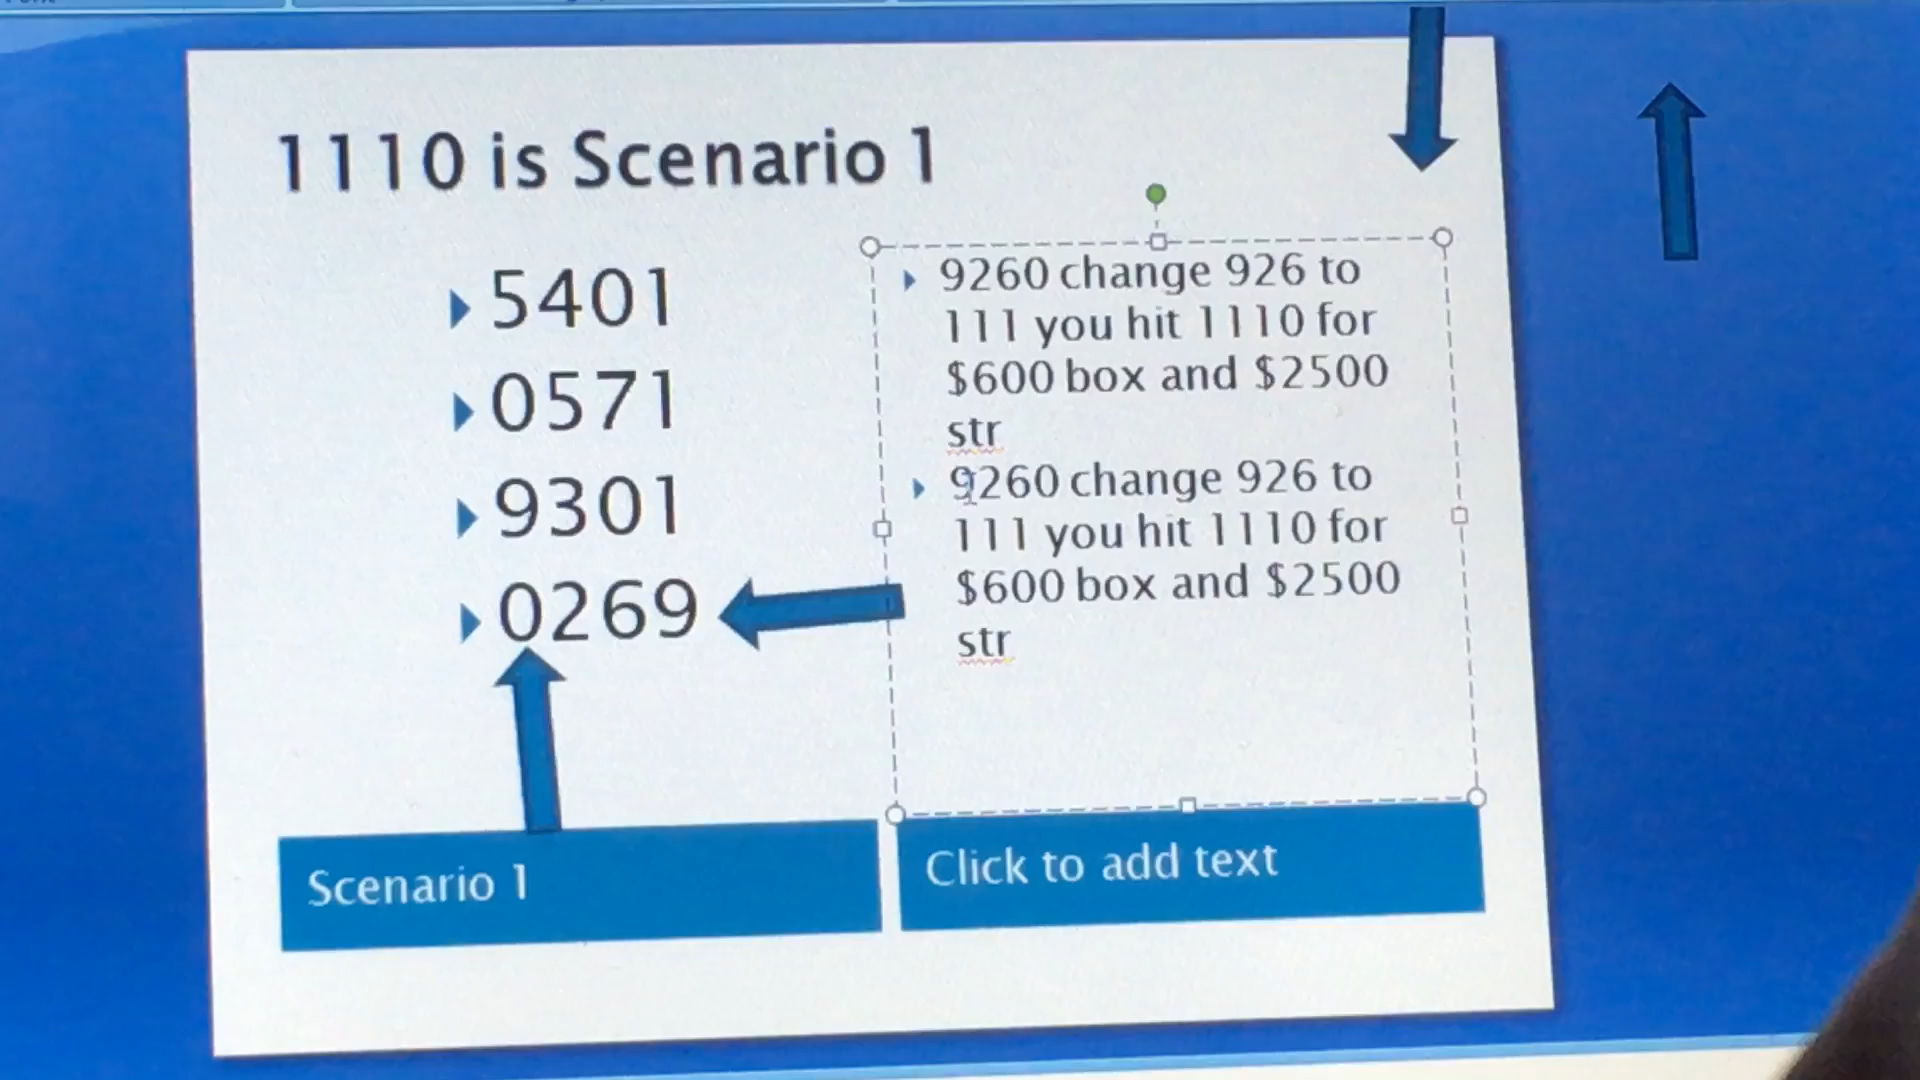 1110 is Scenario 1
5401
0571
9301
0269
9260 change 926 to
111 you hit 1110 for
$600 box and $2500
str
9260 change 926 to
111 you hit 1110 for
$600 box and $2500
str
Scenario 1
Click to add text